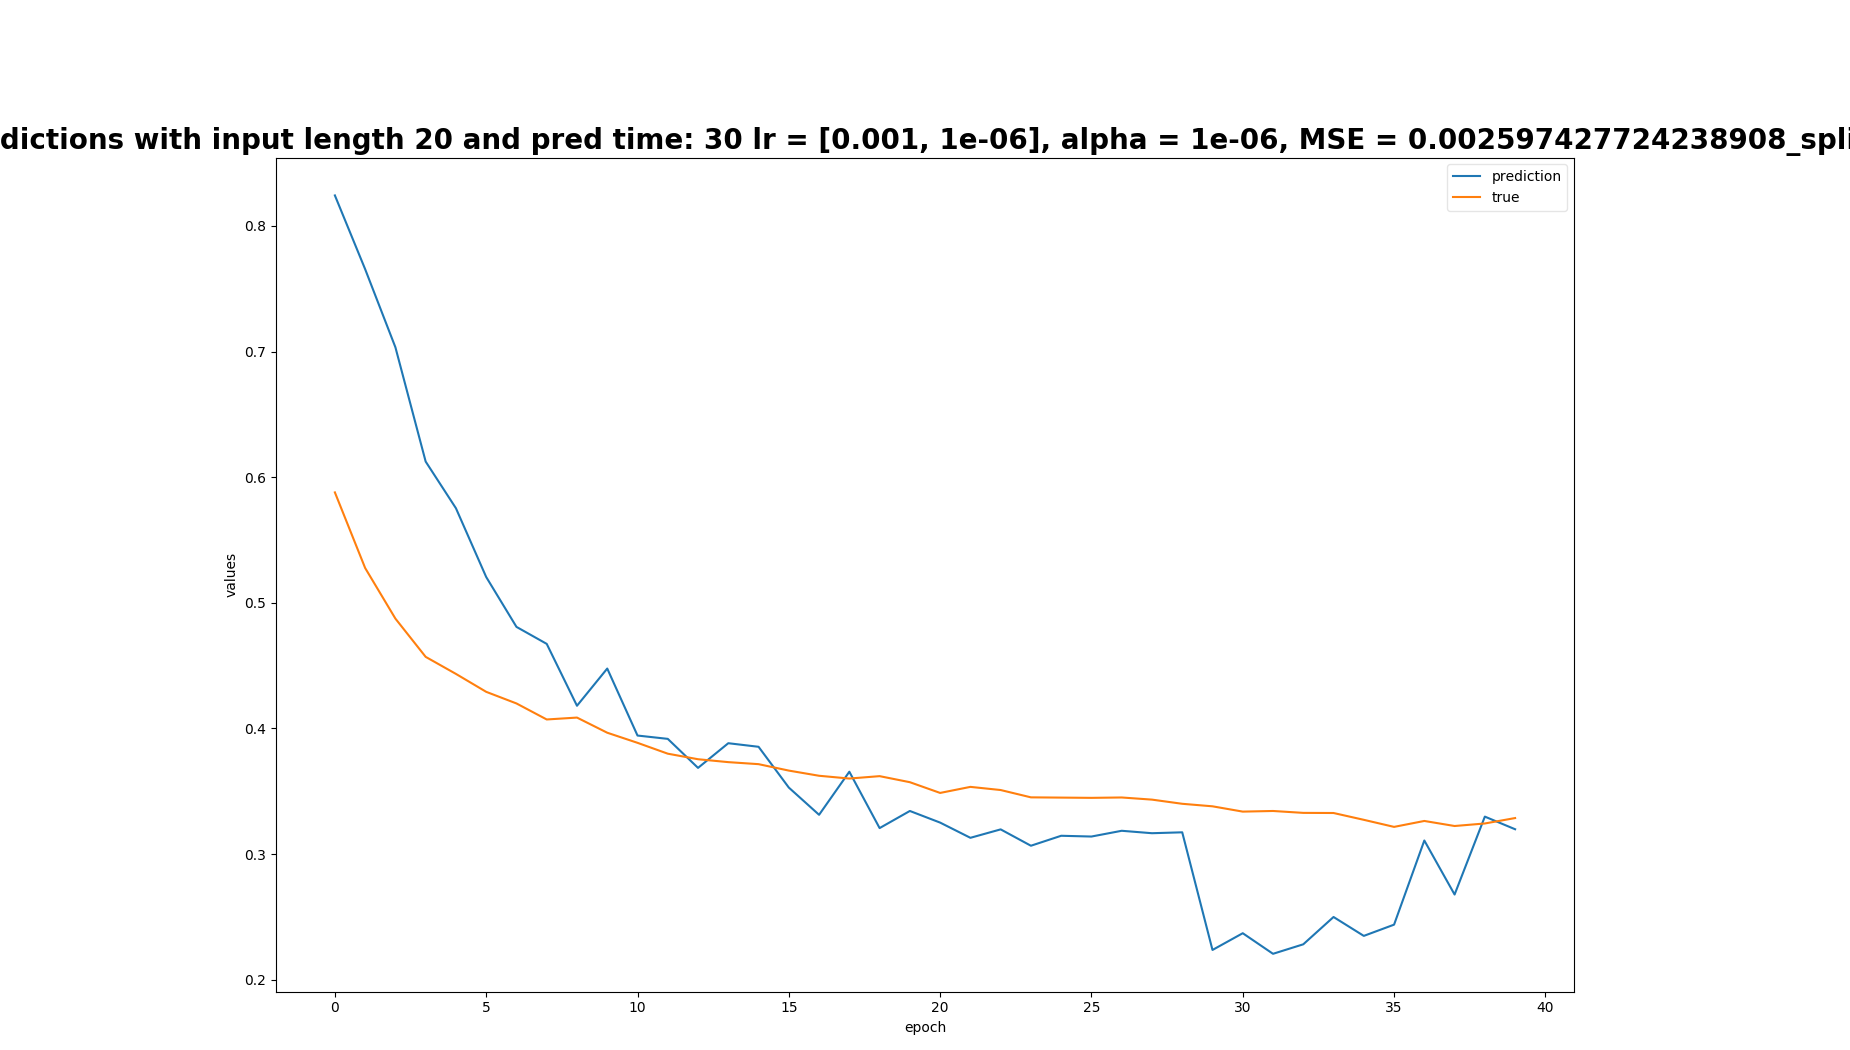 dictions with input length 20 and pred time: 30 lr = [0.001, 1e-06], alpha = 1e-06, MSE = 0.002597427724238908_spli
prediction
true
0.8
0.7
0.6
0.5
0.4
0.3
0.2
values
0 5 10 15 20 25 30 35 40
epoch